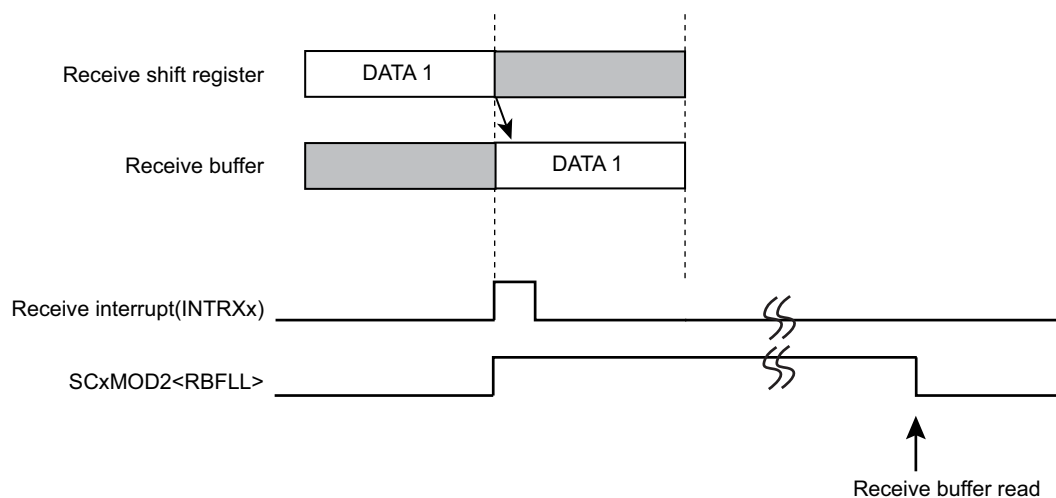 Receive shift register
DATA 1
Receive buffer
DATA 1
Receive interrupt(INTRXx)
SCxMOD2<RBFLL>
Receive buffer read